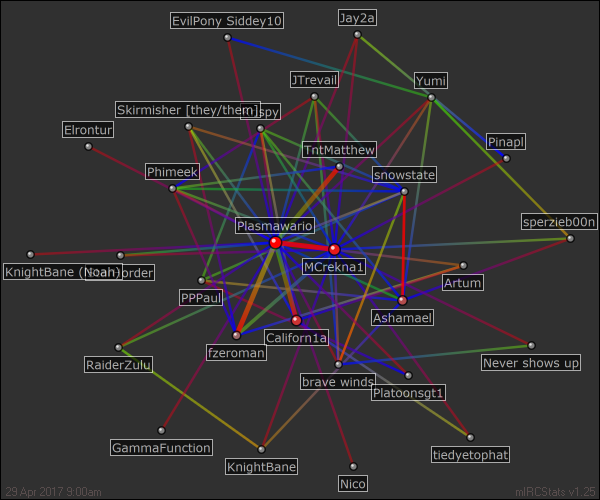 EvilPony Siddey10
Jay2a
JTrevail
Yumi
Skirmisher [they/them]
spy
Elrontur
TntMatthew
Pinapl
Phimeek
snowstate
Plasmawario
sperzieb00n
MCrekna1
KnightBane (Noah)
order
PPPaul
Artum
Ashamael
Californ1a
fzeroman
RaiderZulu
brave winds
Never shows up
Platoonsgt1
GammaFunction
KnightBane
tiedyetophat
Nico
29 Apr 2017 9:00am
mIRCStats v1.25